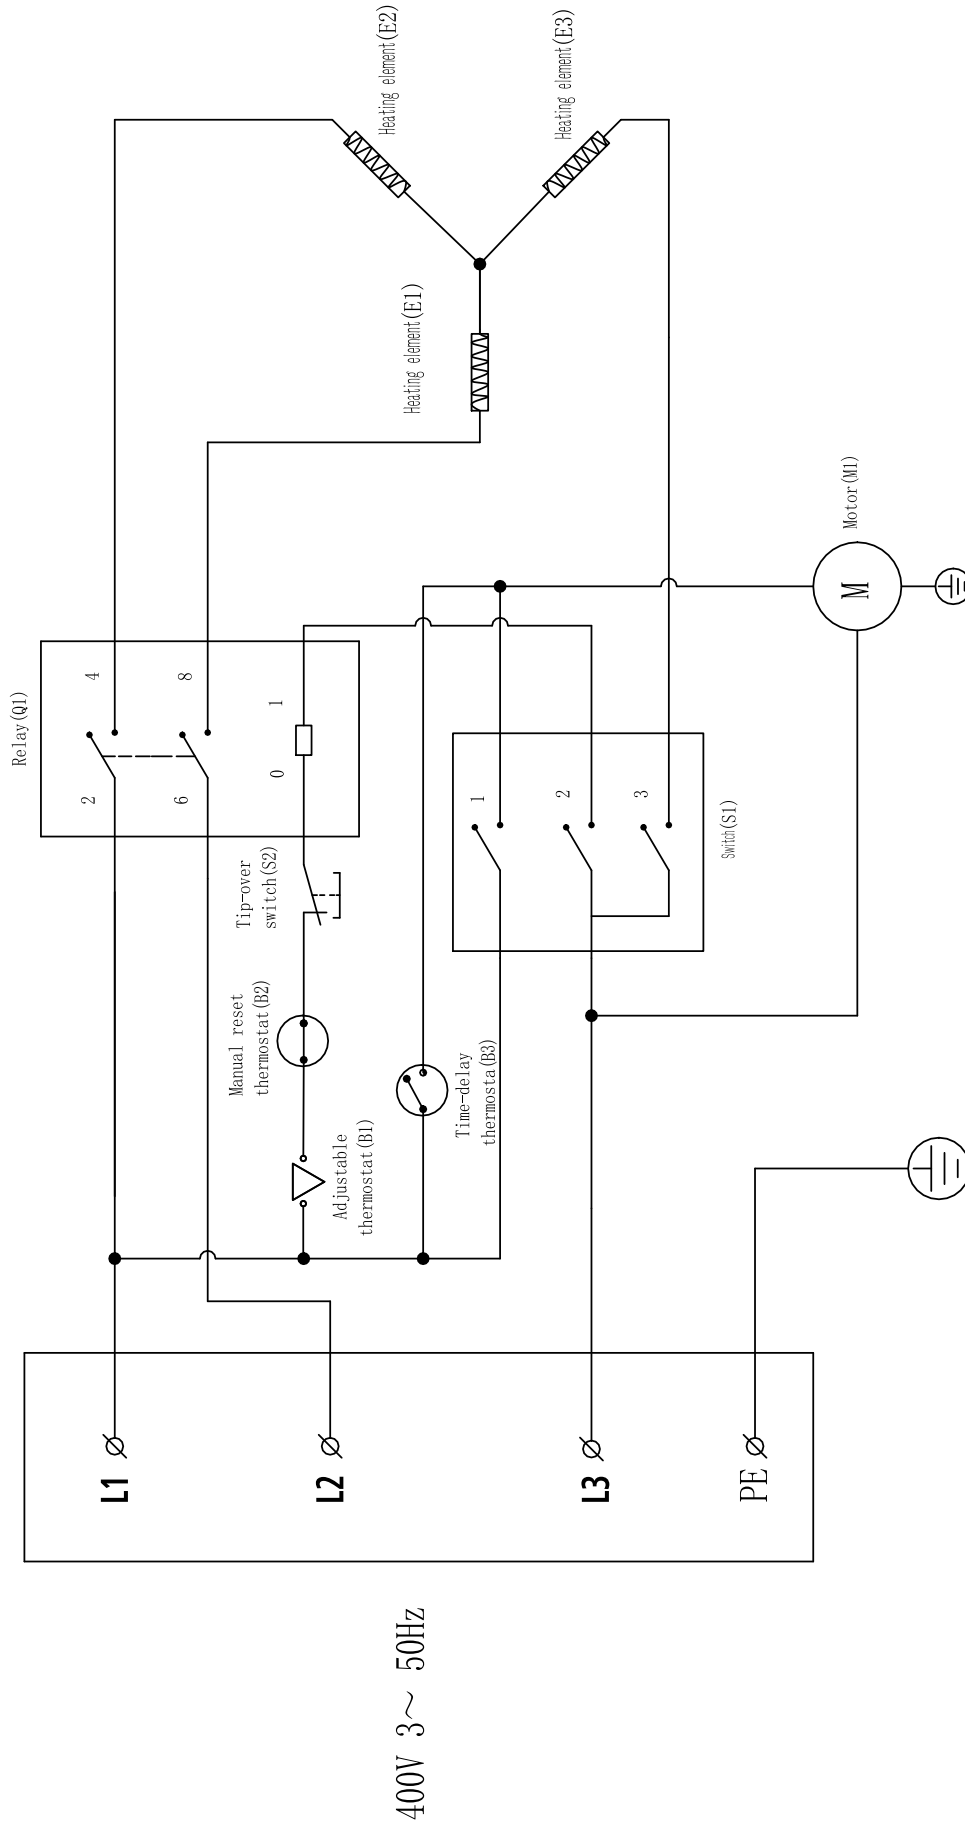 400V 3～ 50Hz
L1
L2
L3
PE
Relay(Q1)
2
4
6
8
0
1
Tip-over
switch(S2)
Manual reset
thermostat(B2)
Adjustable
thermostat(B1)
Time-delay
thermosta(B3)
1
2
3
Switch(S1)
Heating element(E2)
Heating element(E3)
Heating element(E1)
Motor(M1)
M